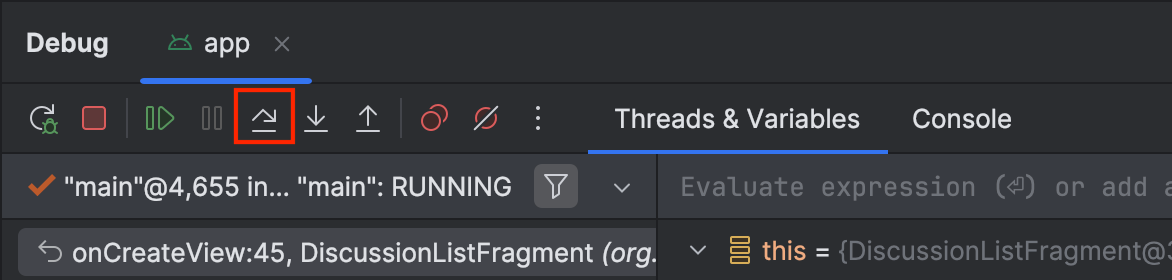 Debug app
Threads & Variables Console
"main"@4,655 in... "main": RUNNING
Evaluate expression (⏎) or add a
onCreateView:45, DiscussionListFragment (org.
this = {DiscussionListFragment@3